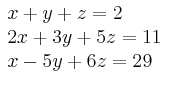 x + y + z = 2
2x + 3y + 5z = 11
x − 5y + 6z = 29